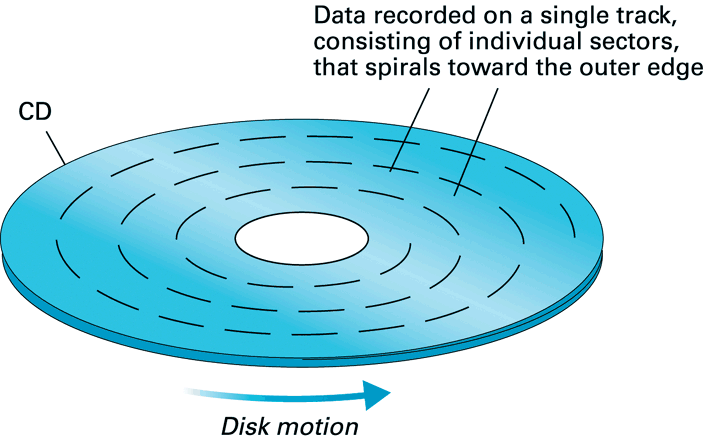 Data recorded on a single track,
consisting of individual sectors,
that spirals toward the outer edge
CD
Disk motion